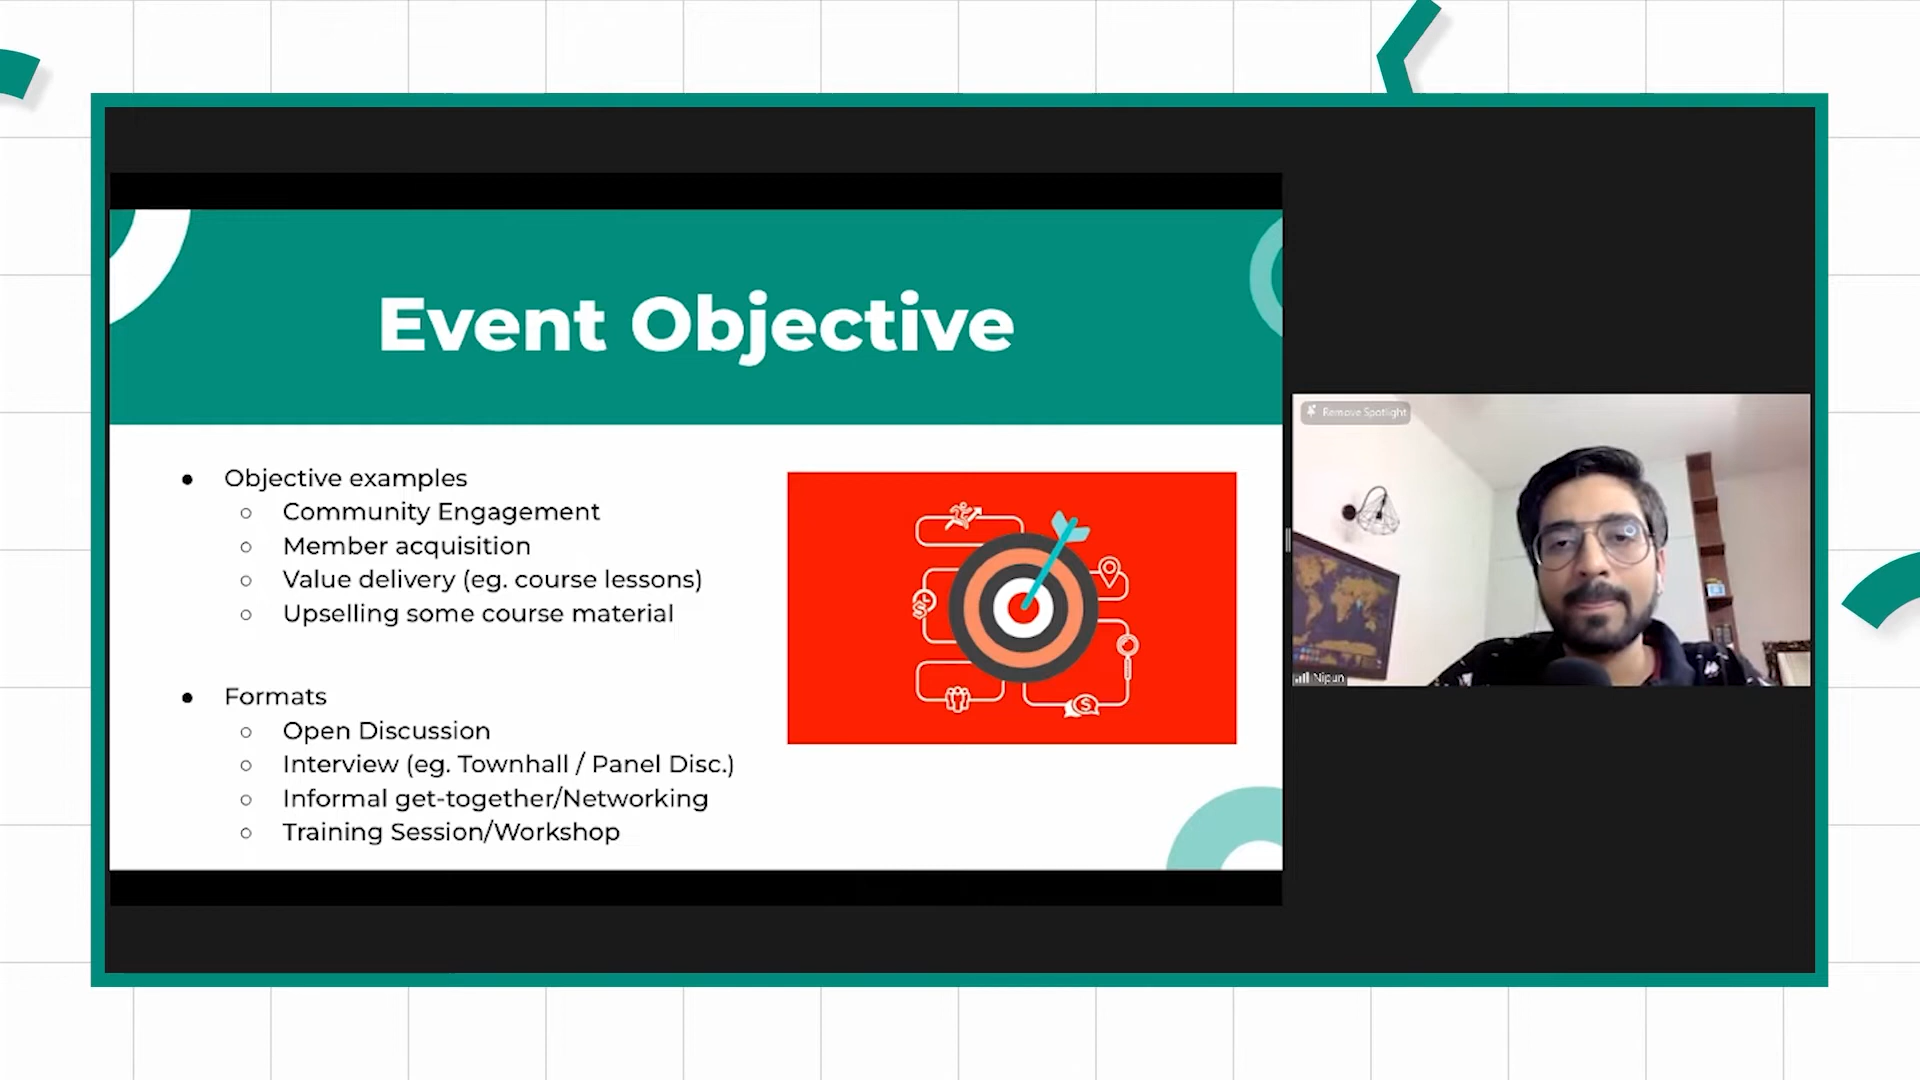 Event Objective
● Objective examples
○ Community Engagement
○ Member acquisition
○ Value delivery (eg. course lessons)
○ Upselling some course material
● Formats
○ Open Discussion
○ Interview (eg. Townhall / Panel Disc.)
○ Informal get-together/Networking
○ Training Session/Workshop
$
$
Remove Spotlight
Nipun